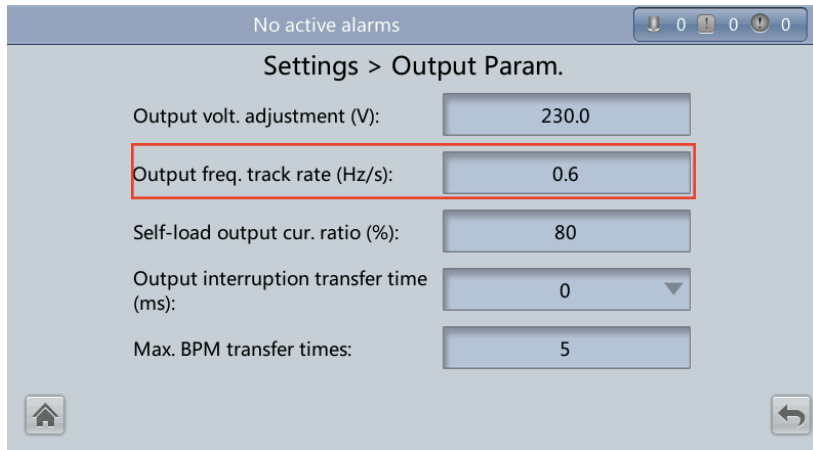 No active alarms
0 0 0
Settings > Output Param.
Output volt. adjustment (V): 230.0
Output freq. track rate (Hz/s): 0.6
Self-load output cur. ratio (%): 80
Output interruption transfer time
(ms): 0
Max. BPM transfer times: 5